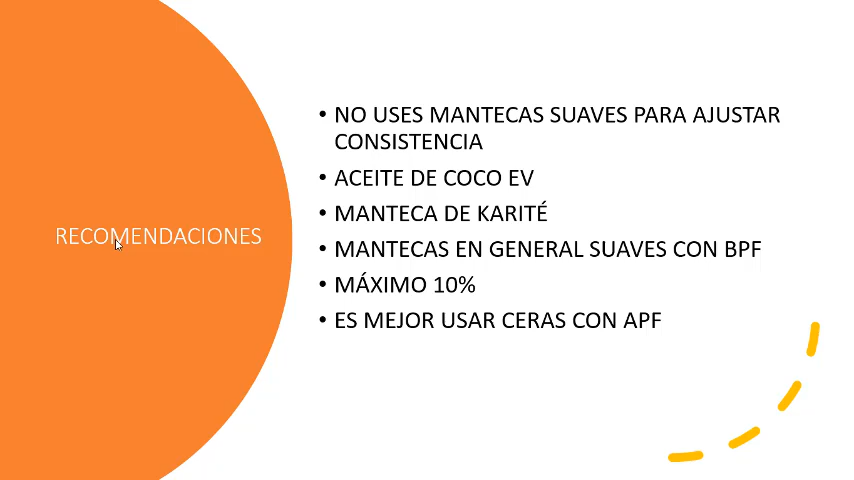 RECOMENDACIONES
• NO USES MANTECAS SUAVES PARA AJUSTAR
CONSISTENCIA
• ACEITE DE COCO EV
• MANTECA DE KARITÉ
• MANTECAS EN GENERAL SUAVES CON BPF
• MÁXIMO 10%
• ES MEJOR USAR CERAS CON APF